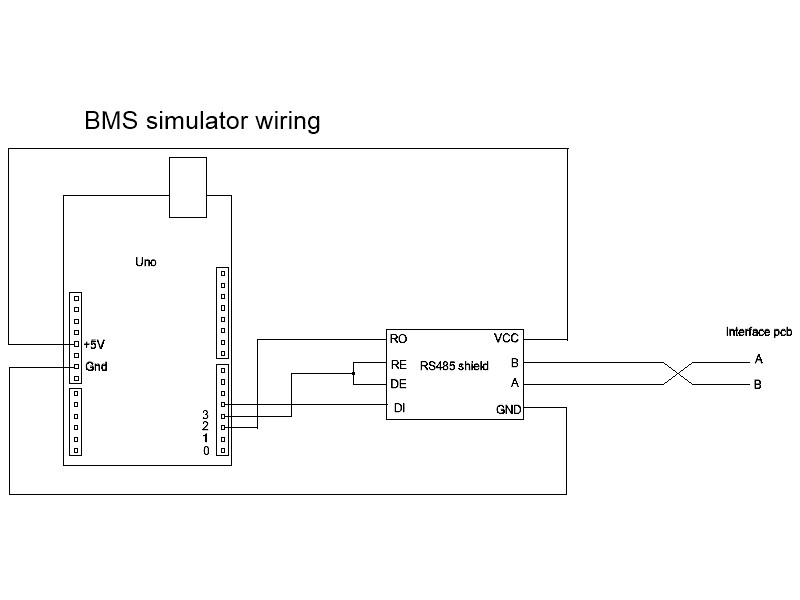 BMS simulator wiring
Uno
Interface pcb
+5V
RO
VCC
A
Gnd
RE
RS485 shield
B
DE
A
B
DI
GND
3
2
1
0